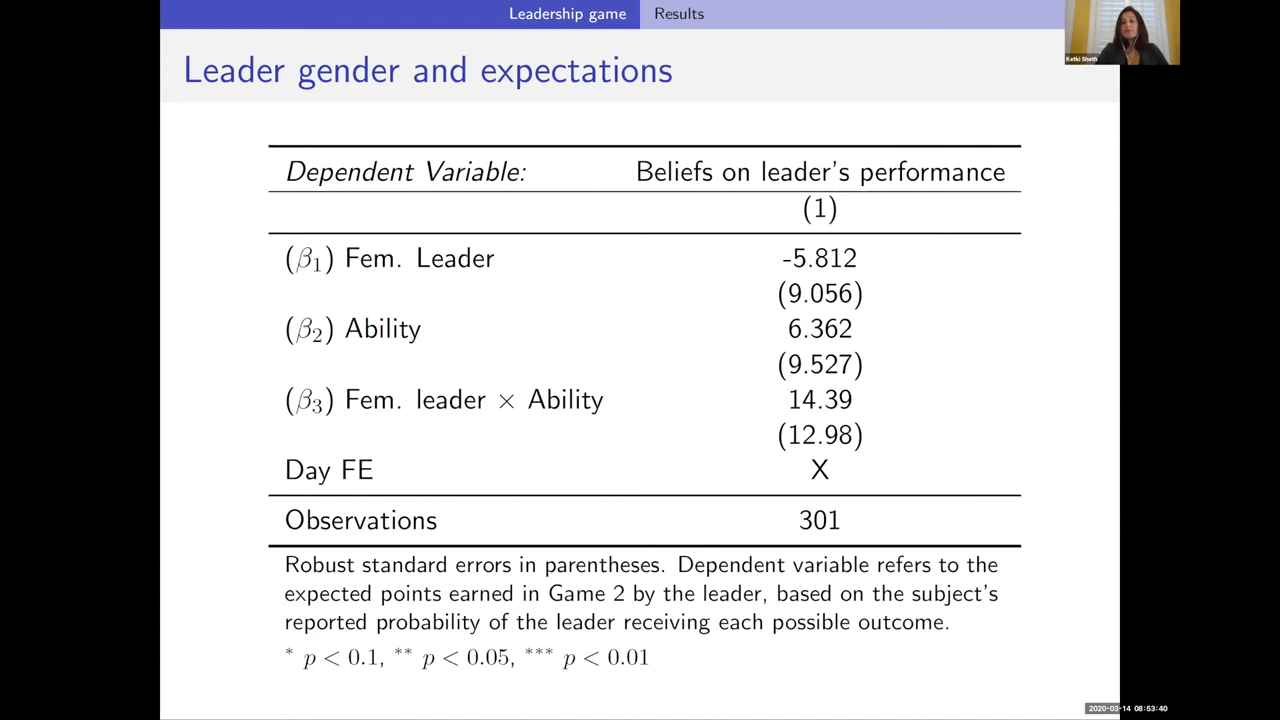 Leadership game Results
Ketki Sheth
Leader gender and expectations
Dependent Variable: Beliefs on leader's performance
(1)
(β₁) Fem. Leader -5.812
(9.056)
(β₂) Ability 6.362
(9.527)
(β₃) Fem. leader × Ability 14.39
(12.98)
Day FE X
Observations 301
Robust standard errors in parentheses. Dependent variable refers to the
expected points earned in Game 2 by the leader, based on the subject's
reported probability of the leader receiving each possible outcome.
* p < 0.1, ** p < 0.05, *** p < 0.01
2020-03-14 08:53:40